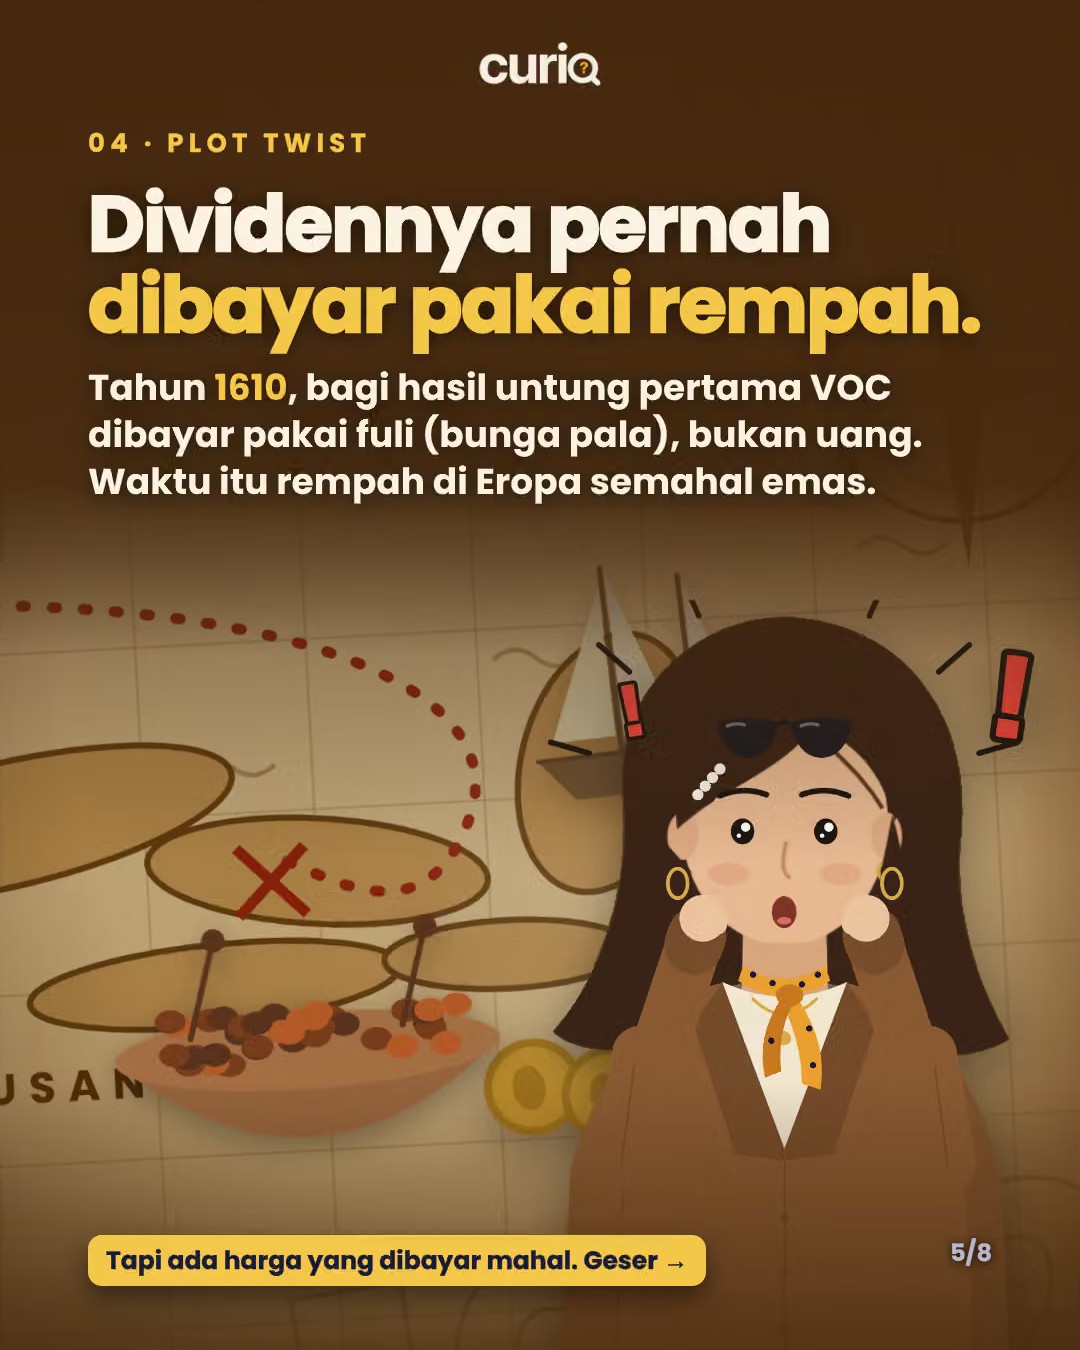 curio
04 · PLOT TWIST
Dividennya pernah
dibayar pakai rempah.
Tahun 1610, bagi hasil untung pertama VOC
dibayar pakai fuli (bunga pala), bukan uang.
Waktu itu rempah di Eropa semahal emas.
USAN
Tapi ada harga yang dibayar mahal. Geser →
5/8